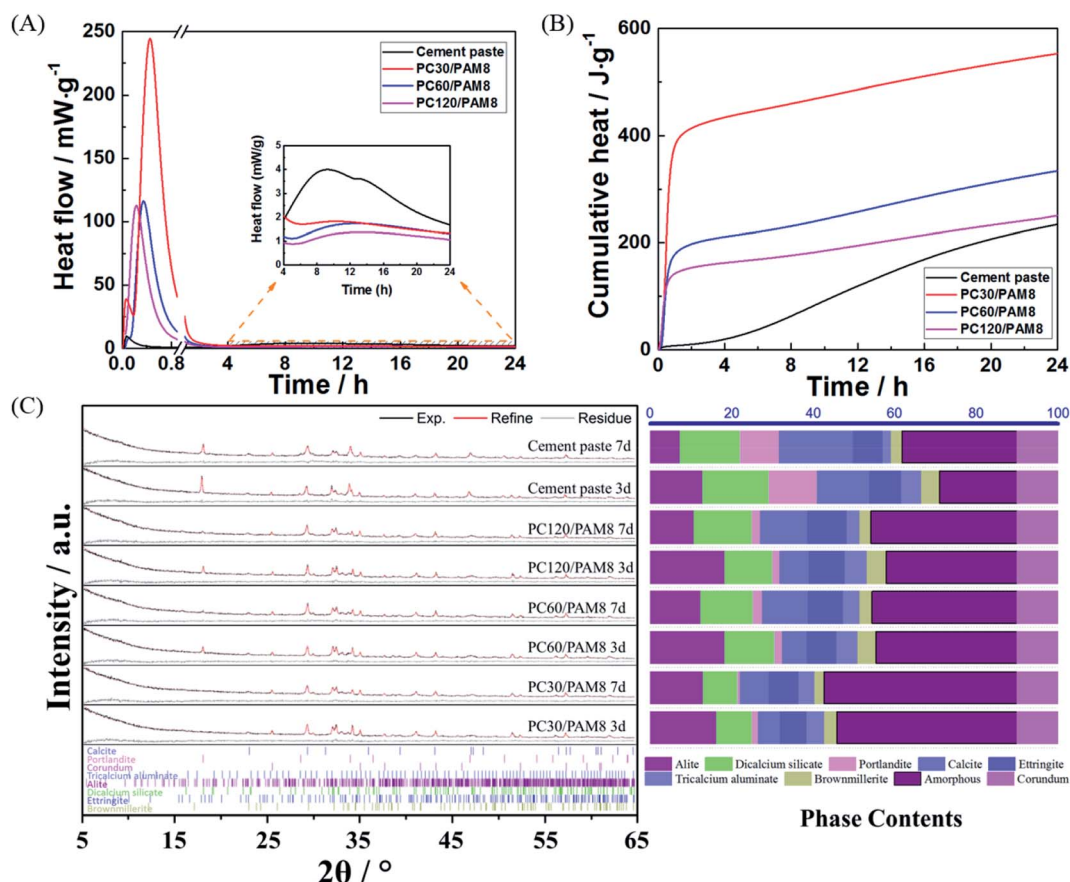 (A)
250
200
150
100
50
0
Heat flow / mW·g⁻¹
Cement paste
PC30/PAM8
PC60/PAM8
PC120/PAM8
Heat flow (mW/g)
5
4
3
2
1
0
4 8 12 16 20 24
Time (h)
0.0 0.8 4 8 12 16 20 24
Time / h
(B)
600
400
200
0
Cumulative heat / J·g⁻¹
Cement paste
PC30/PAM8
PC60/PAM8
PC120/PAM8
0 4 8 12 16 20 24
Time / h
(C)
Intensity / a.u.
Exp. Refine Residue
Cement paste 7d
Cement paste 3d
PC120/PAM8 7d
PC120/PAM8 3d
PC60/PAM8 7d
PC60/PAM8 3d
PC30/PAM8 7d
PC30/PAM8 3d
Calcite
Portlandite
Corundum
Tricalcium aluminate
Alite
Dicalcium silicate
Ettringite
Brownmillerite
5 15 25 35 45 55 65
2θ / °
0 20 40 60 80 100
Alite Dicalcium silicate Portlandite Calcite Ettringite
Tricalcium aluminate Brownmillerite Amorphous Corundum
Phase Contents